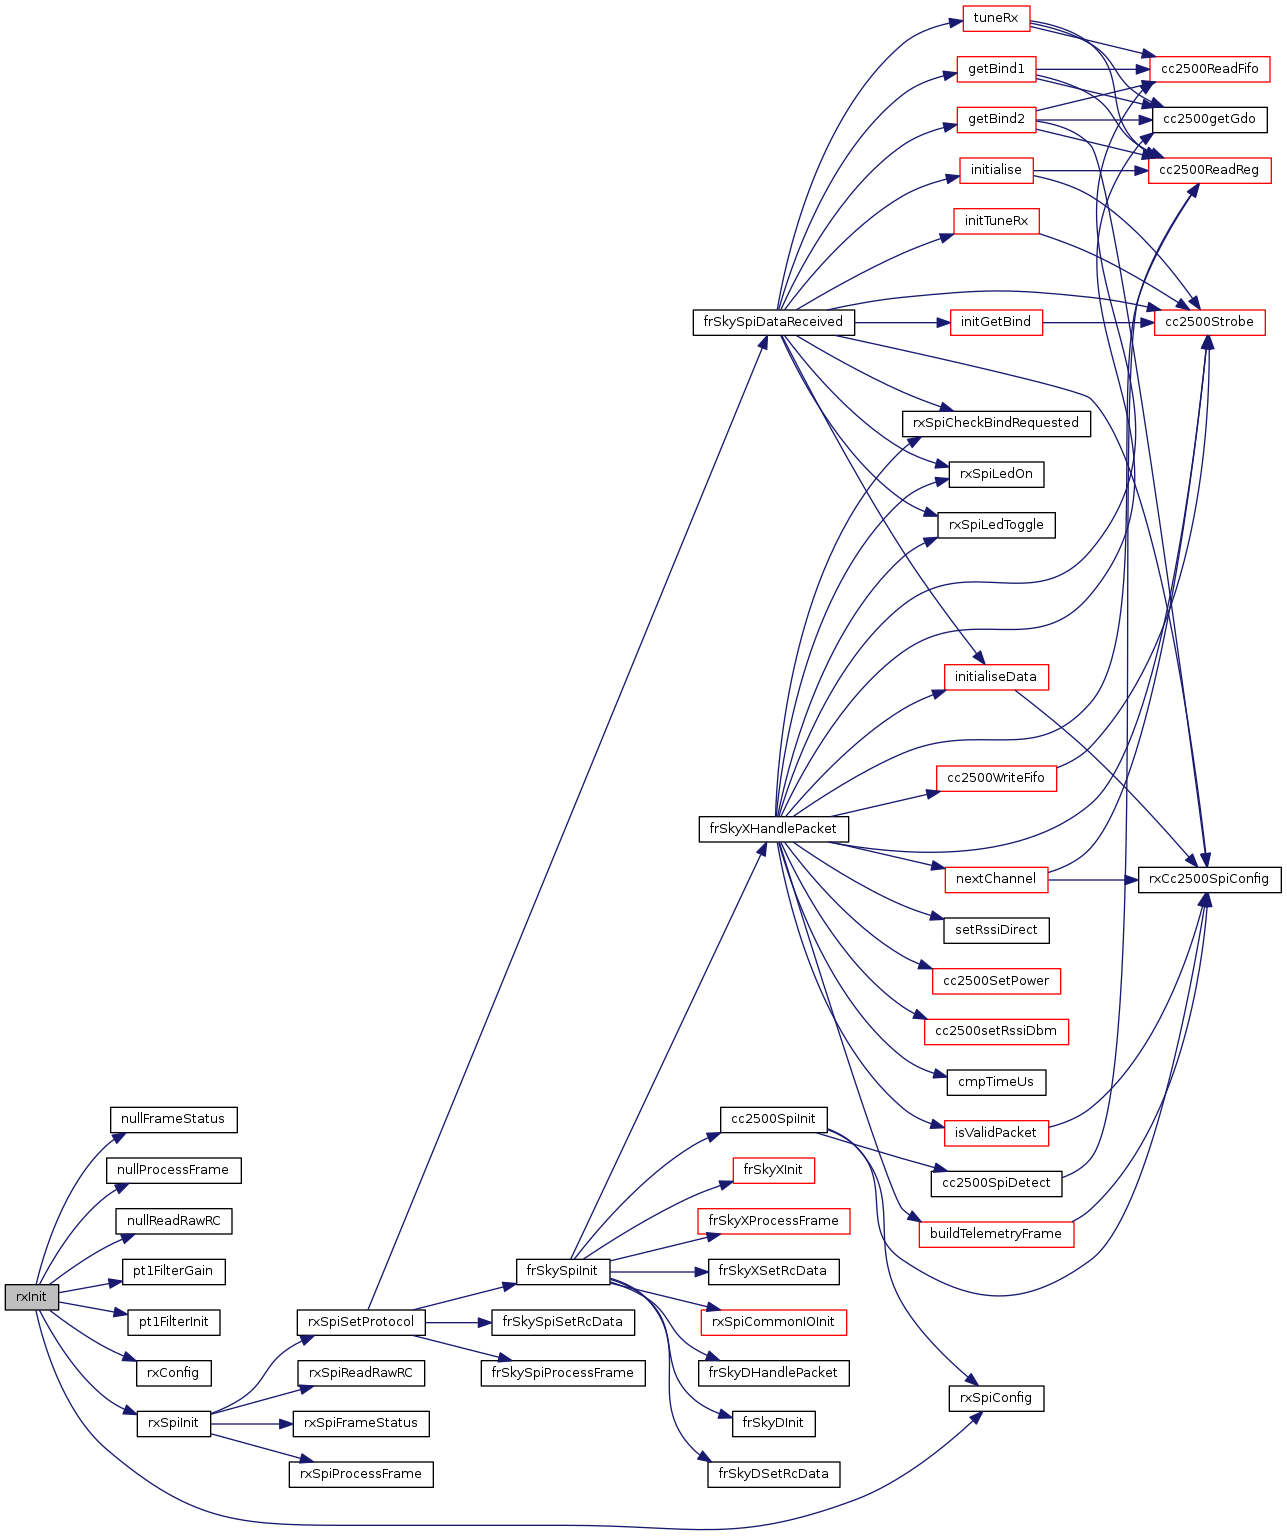 tuneRx
getBind1
cc2500ReadFifo
getBind2
cc2500getGdo
initialise
cc2500ReadReg
initTuneRx
frSkySpiDataReceived
initGetBind
cc2500Strobe
rxSpiCheckBindRequested
rxSpiLedOn
rxSpiLedToggle
initialiseData
cc2500WriteFifo
frSkyXHandlePacket
nextChannel
rxCc2500SpiConfig
setRssiDirect
cc2500SetPower
cc2500setRssiDbm
cmpTimeUs
nullFrameStatus
cc2500SpiInit
isValidPacket
nullProcessFrame
frSkyXInit
cc2500SpiDetect
nullReadRawRC
frSkyXProcessFrame
buildTelemetryFrame
pt1FilterGain
frSkySpiInit
frSkyXSetRcData
rxInit
pt1FilterInit
rxSpiSetProtocol
frSkySpiSetRcData
rxSpiCommonIOInit
rxConfig
rxSpiReadRawRC
frSkySpiProcessFrame
frSkyDHandlePacket
rxSpiConfig
rxSpiInit
rxSpiFrameStatus
frSkyDInit
rxSpiProcessFrame
frSkyDSetRcData